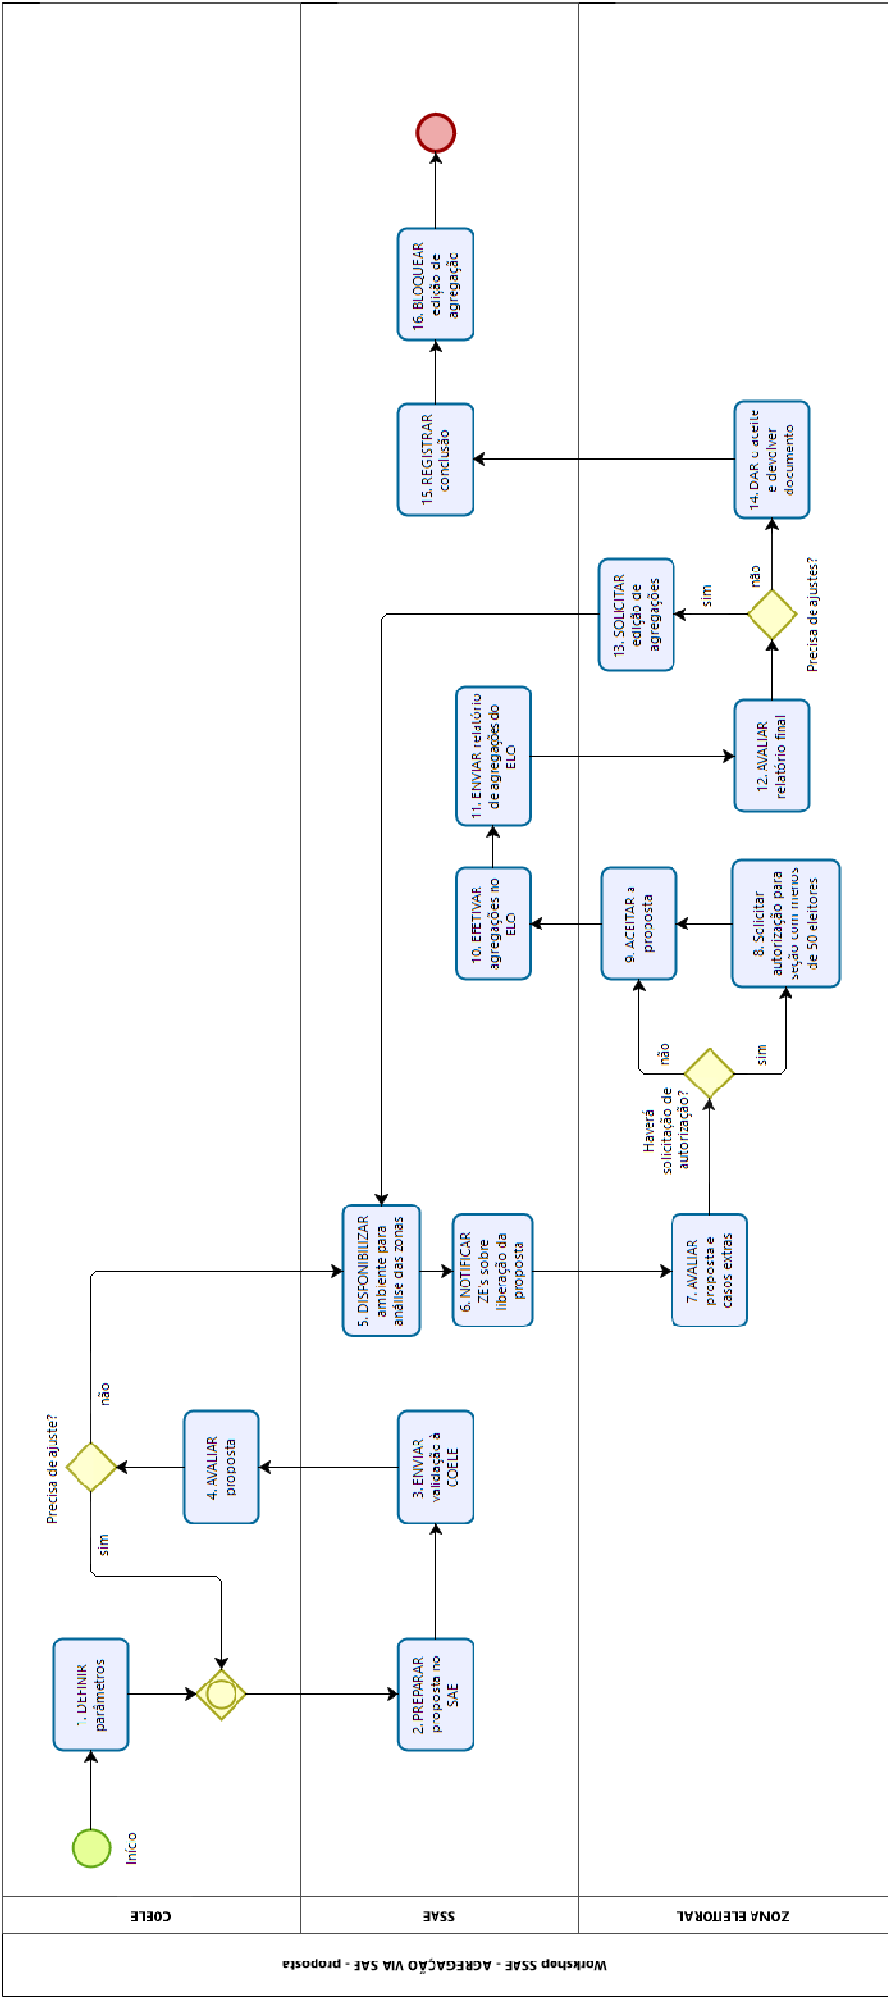 Workshop SSAE - AGREGAÇÃO VIA SAE - proposta
COELE
SSAE
ZONA ELEITORAL
Início
1. DEFINIR
parâmetros
2. PREPARAR
proposta no
SAE
3. ENVIAR
validação à
COELE
4. AVALIAR
proposta
Precisa de ajuste?
sim
não
5. DISPONIBILIZAR
ambiente para
análise das zonas
6. NOTIFICAR
ZE's sobre
liberação da
proposta
7. AVALIAR
proposta e
casos extras
Haverá
solicitação de
autorização?
não
sim
8. Solicitar
autorização para
seção com menos
de 50 eleitores
9. ACEITAR a
proposta
10. EFETIVAR
agregações no
ELO
11. ENVIAR relatório
de agregações do
ELO
12. AVALIAR
relatório final
Precisa de ajustes?
sim
não
13. SOLICITAR
edição de
agregações
14. DAR o aceite
e devolver
documento
15. REGISTRAR
conclusão
16. BLOQUEAR
edição de
agregação